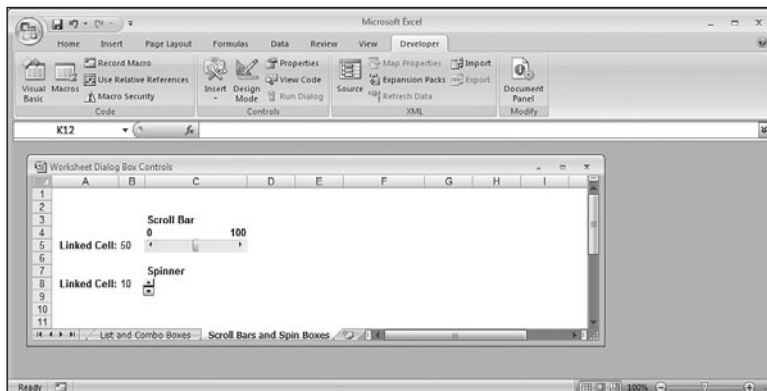 Microsoft Excel
Home Insert Page Layout Formulas Data Review View Developer
Visual Basic
Macros
Record Macro
Use Relative References
Macro Security
Code
Insert
Design Mode
Properties
View Code
Run Dialog
Controls
Source
Map Properties
Expansion Packs
Refresh Data
Import
Export
XML
Document Panel
Modify
K12 fx
Worksheet Dialog Box Controls
A B C D E F G H I
1
2
3 Scroll Bar
4 0 100
5 Linked Cell: 50
6
7 Spinner
8 Linked Cell: 10
9
10
11
List and Combo Boxes Scroll Bars and Spin Boxes
Ready 100%